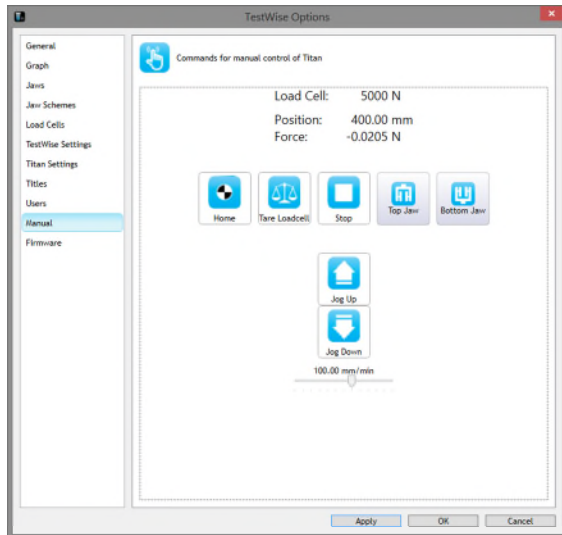 TestWise Options
General
Graph
Jaws
Jaw Schemes
Load Cells
TestWise Settings
Titan Settings
Titles
Users
Manual
Firmware
Commands for manual control of Titan
Load Cell: 5000 N
Position: 400.00 mm
Force: -0.0205 N
Home Tare Loadcell Stop Top Jaw Bottom Jaw
Jog Up
Jog Down
100.00 mm/min
Apply OK Cancel